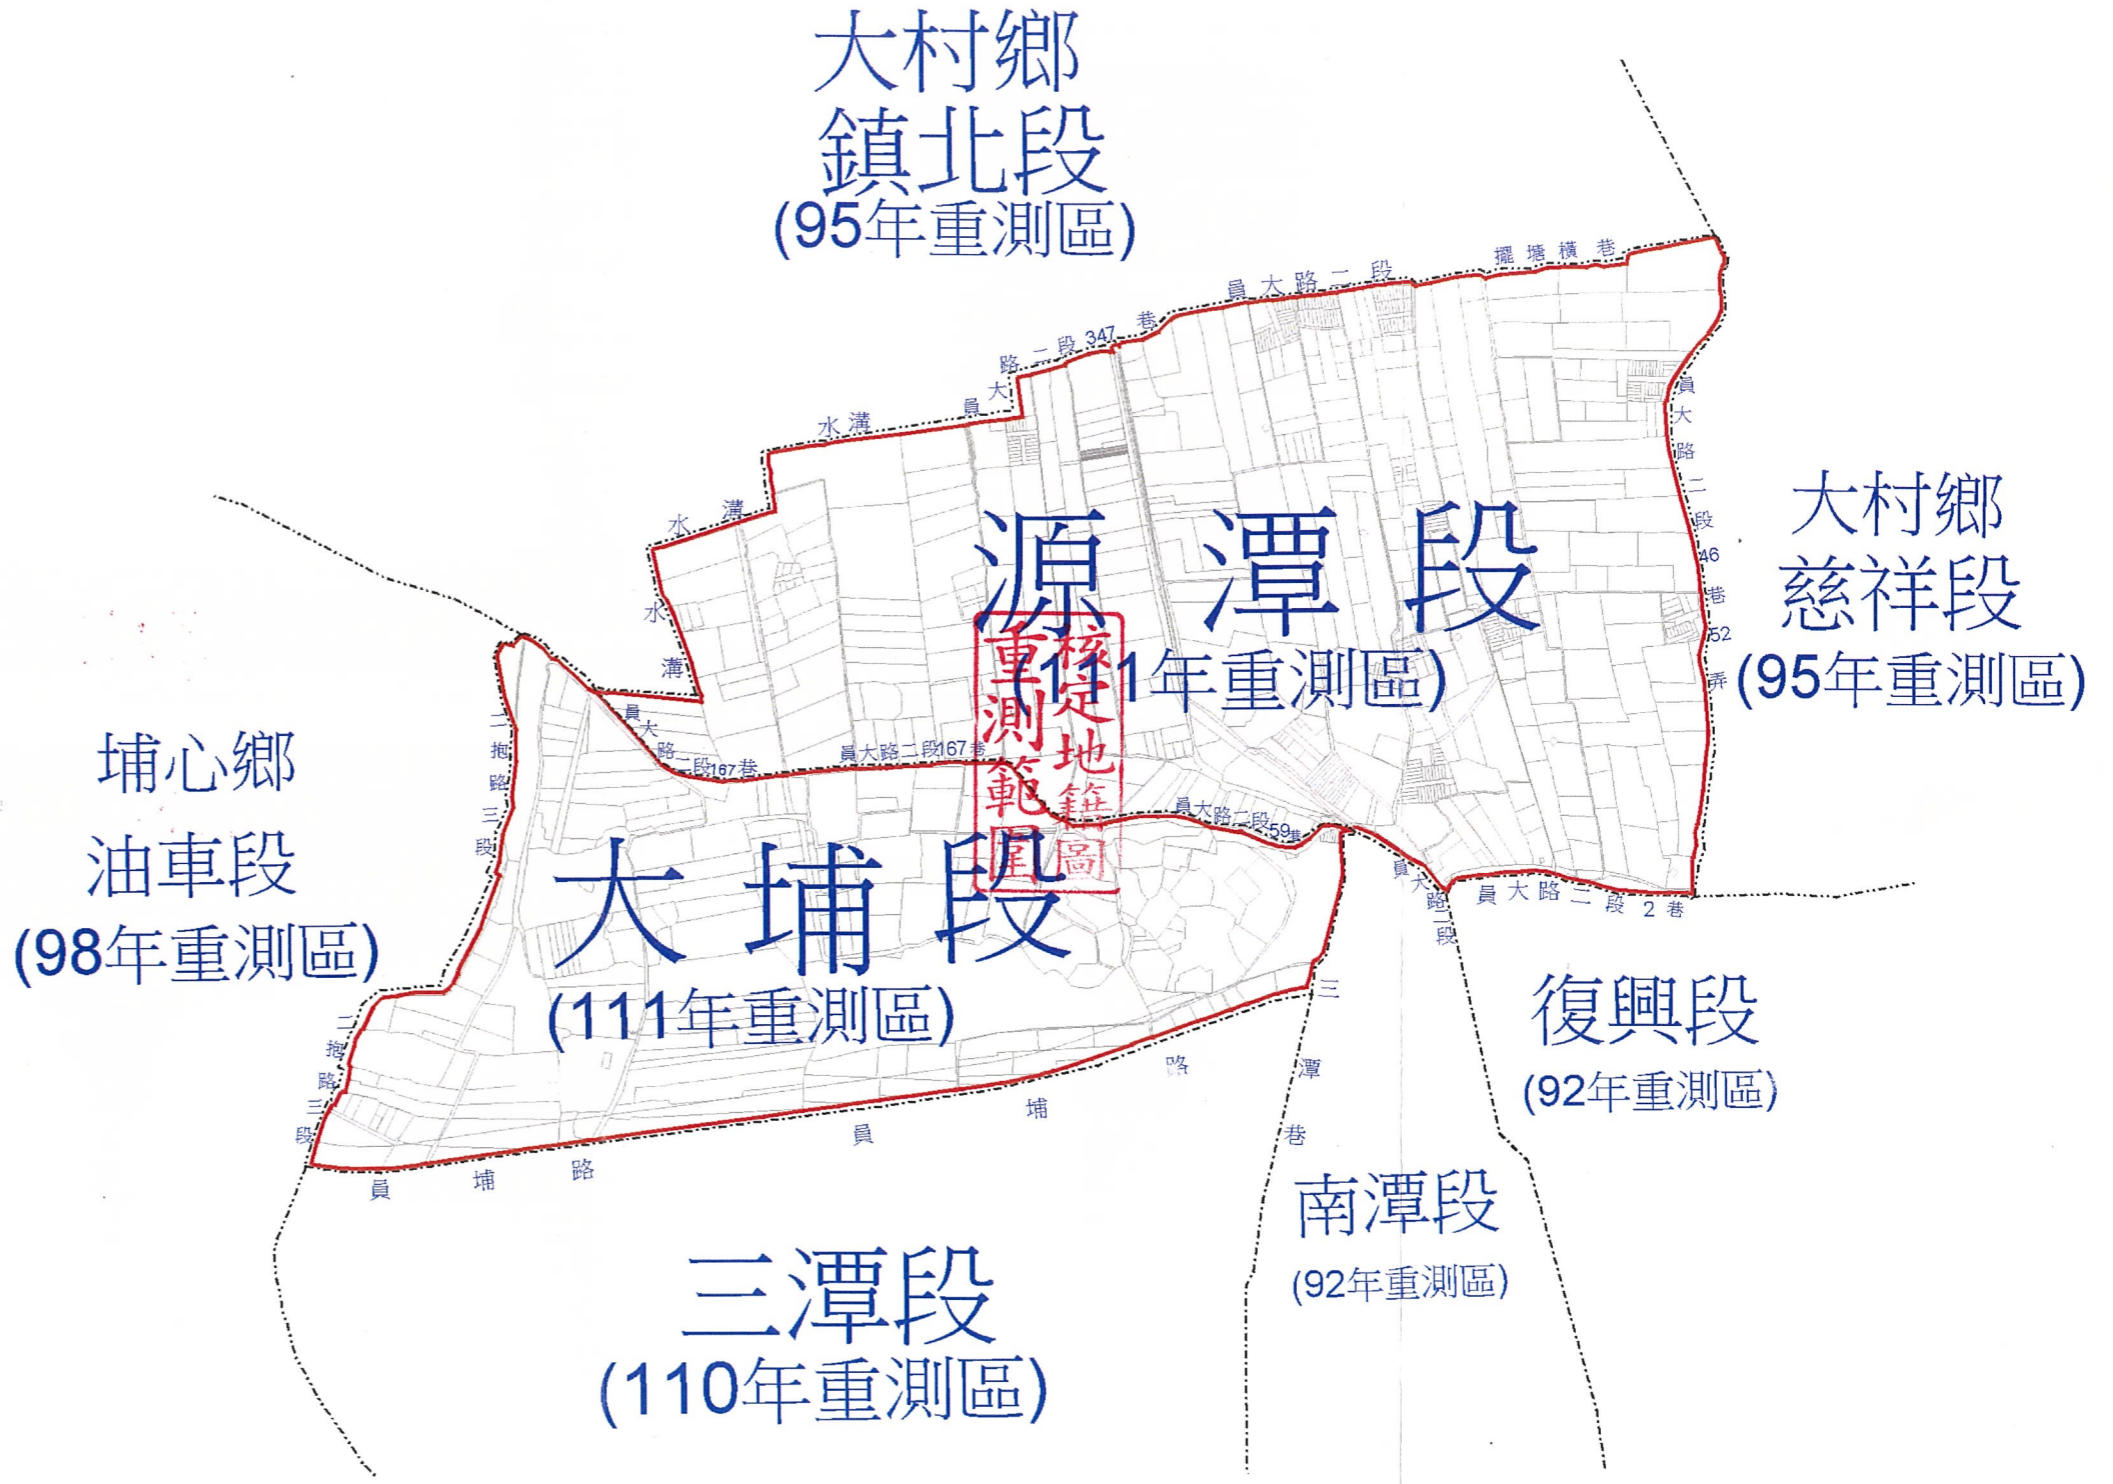 大村鄉
鎮北段
(95年重測區)
擺塘橫巷
員大路二段
員大路二段347巷
水溝
水溝
水溝
員大路二段46巷52弄
大村鄉
慈祥段
(95年重測區)
源潭段
(111年重測區)
核定地籍圖
重測範圍
員大路二段167巷
員大路二段167巷
員大路二段59巷
員大路二段
員大路二段2巷
二抱路三段
二抱路三段
埔心鄉
油車段
(98年重測區)
大埔段
(111年重測區)
員埔路
員埔路
三潭巷
復興段
(92年重測區)
南潭段
(92年重測區)
三潭段
(110年重測區)